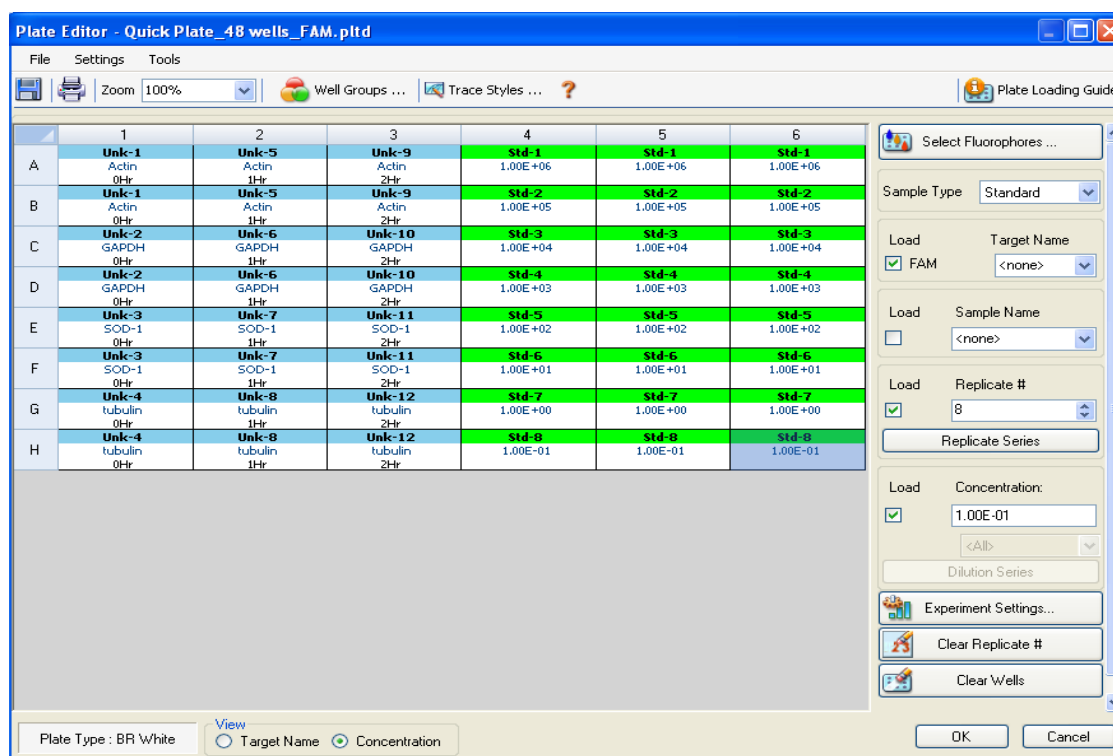 Plate Editor - Quick Plate_48 wells_FAM.pltd
File Settings Tools
Zoom 100% Well Groups ... Trace Styles ... ? Plate Loading Guide
1 2 3 4 5 6
Unk-1 Unk-5 Unk-9 Std-1 Std-1 Std-1
A Actin Actin Actin 1.00E+06 1.00E+06 1.00E+06
0Hr 1Hr 2Hr
Unk-1 Unk-5 Unk-9 Std-2 Std-2 Std-2
B Actin Actin Actin 1.00E+05 1.00E+05 1.00E+05
0Hr 1Hr 2Hr
Unk-2 Unk-6 Unk-10 Std-3 Std-3 Std-3
C GAPDH GAPDH GAPDH 1.00E+04 1.00E+04 1.00E+04
0Hr 1Hr 2Hr
Unk-2 Unk-6 Unk-10 Std-4 Std-4 Std-4
D GAPDH GAPDH GAPDH 1.00E+03 1.00E+03 1.00E+03
0Hr 1Hr 2Hr
Unk-3 Unk-7 Unk-11 Std-5 Std-5 Std-5
E SOD-1 SOD-1 SOD-1 1.00E+02 1.00E+02 1.00E+02
0Hr 1Hr 2Hr
Unk-3 Unk-7 Unk-11 Std-6 Std-6 Std-6
F SOD-1 SOD-1 SOD-1 1.00E+01 1.00E+01 1.00E+01
0Hr 1Hr 2Hr
Unk-4 Unk-8 Unk-12 Std-7 Std-7 Std-7
G tubulin tubulin tubulin 1.00E+00 1.00E+00 1.00E+00
0Hr 1Hr 2Hr
Unk-4 Unk-8 Unk-12 Std-8 Std-8 Std-8
H tubulin tubulin tubulin 1.00E-01 1.00E-01 1.00E-01
0Hr 1Hr 2Hr
Select Fluorophores ...
Sample Type Standard
Load Target Name
FAM <none>
Load Sample Name
<none>
Load Replicate #
8
Replicate Series
Load Concentration:
1.00E-01
<All>
Dilution Series
Experiment Settings...
Clear Replicate #
Clear Wells
Plate Type : BR White
View
Target Name Concentration
OK Cancel